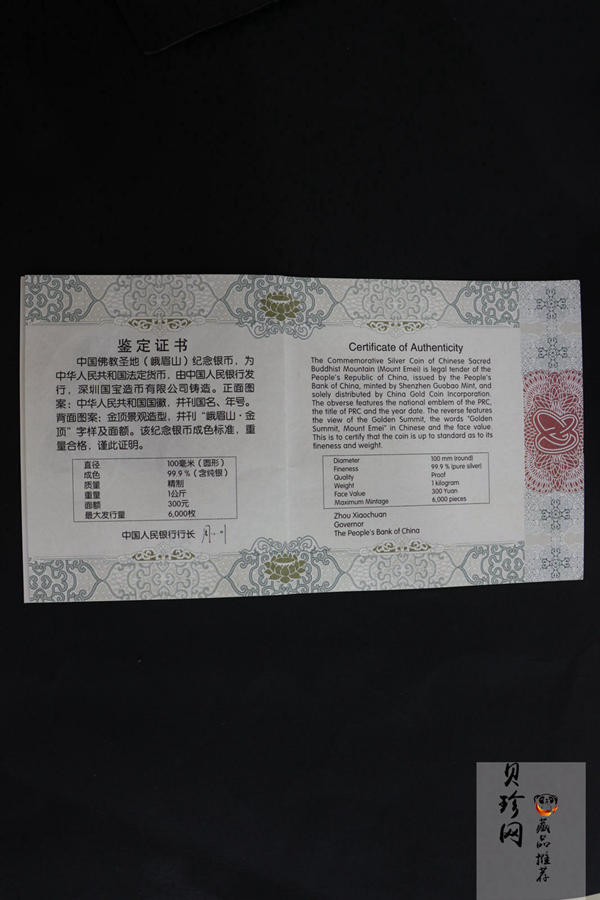 鉴定证书
中国佛教圣地（峨眉山）纪念银币，为
中华人民共和国法定货币，由中国人民银行发
行，深圳国宝造币有限公司铸造。正面图
案：中华人民共和国国徽，并刊国名、年号。
背面图案：金顶景观造型，并刊“峨眉山·金
顶”字样及面额。该纪念银币成色标准，重
量合格，谨此证明。
直径 100毫米（圆形）
成色 99.9％（含纯银）
质量 精制
重量 1公斤
面额 300元
最大发行量 6,000枚
中国人民银行行长
Certificate of Authenticity
The Commemorative Silver Coin of Chinese Sacred
Buddhist Mountain (Mount Emei) is legal tender of the
People's Republic of China, issued by the People's
Bank of China, minted by Shenzhen Guobao Mint, and
solely distributed by China Gold Coin Incorporation.
The obverse features the national emblem of the PRC,
the title of PRC and the year date. The reverse features
the view of the Golden Summit, the words "Golden
Summit, Mount Emei" in Chinese and the face value.
This is to certify that the coin is up to standard as to its
fineness and weight.
Diameter 100 mm (round)
Fineness 99.9 % (pure silver)
Quality Proof
Weight 1 kilogram
Face Value 300 Yuan
Maximum Mintage 6,000 pieces
Zhou Xiaochuan
Governor
The People's Bank of China
贝珍网
藏品推荐